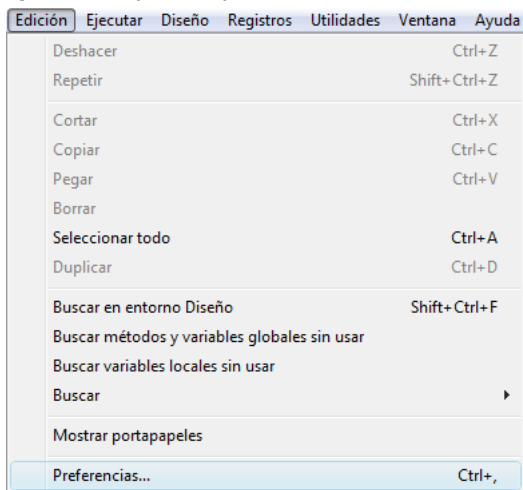 Edición Ejecutar Diseño Registros Utilidades Ventana Ayuda
Deshacer Ctrl+Z
Repetir Shift+Ctrl+Z
Cortar Ctrl+X
Copiar Ctrl+C
Pegar Ctrl+V
Borrar
Seleccionar todo Ctrl+A
Duplicar Ctrl+D
Buscar en entorno Diseño Shift+Ctrl+F
Buscar métodos y variables globales sin usar
Buscar variables locales sin usar
Buscar
Mostrar portapapeles
Preferencias... Ctrl+,